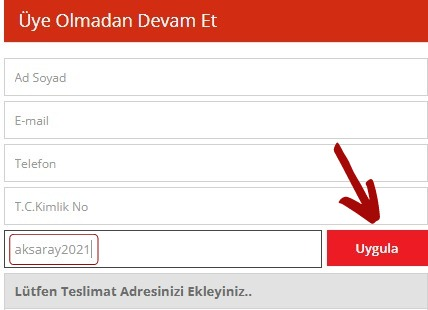 Üye Olmadan Devam Et
Ad Soyad
E-mail
Telefon
T.C.Kimlik No
aksaray2021
Uygula
Lütfen Teslimat Adresinizi Ekleyiniz..